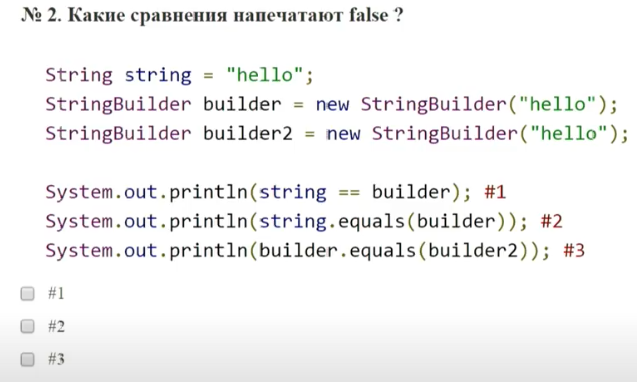 № 2. Какие сравнения напечатают false ?
String string = "hello";
StringBuilder builder = new StringBuilder("hello");
StringBuilder builder2 = new StringBuilder("hello");
System.out.println(string == builder); #1
System.out.println(string.equals(builder)); #2
System.out.println(builder.equals(builder2)); #3
#1
#2
#3